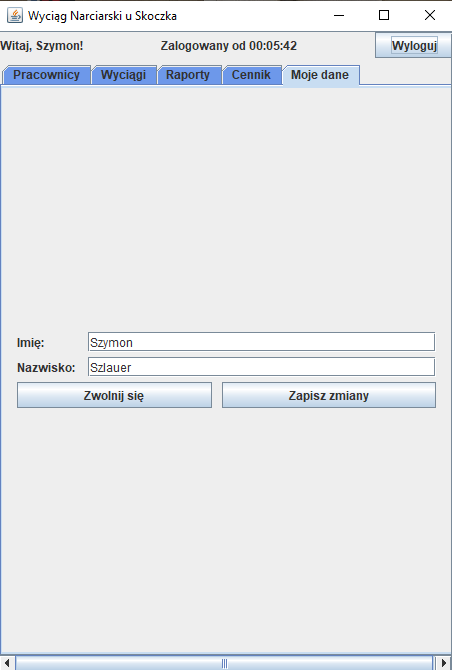 Wyciąg Narciarski u Skoczka
Witaj, Szymon! Zalogowany od 00:05:42 Wyloguj
Pracownicy Wyciągi Raporty Cennik Moje dane
Imię: Szymon
Nazwisko: Szlauer
Zwolnij się Zapisz zmiany